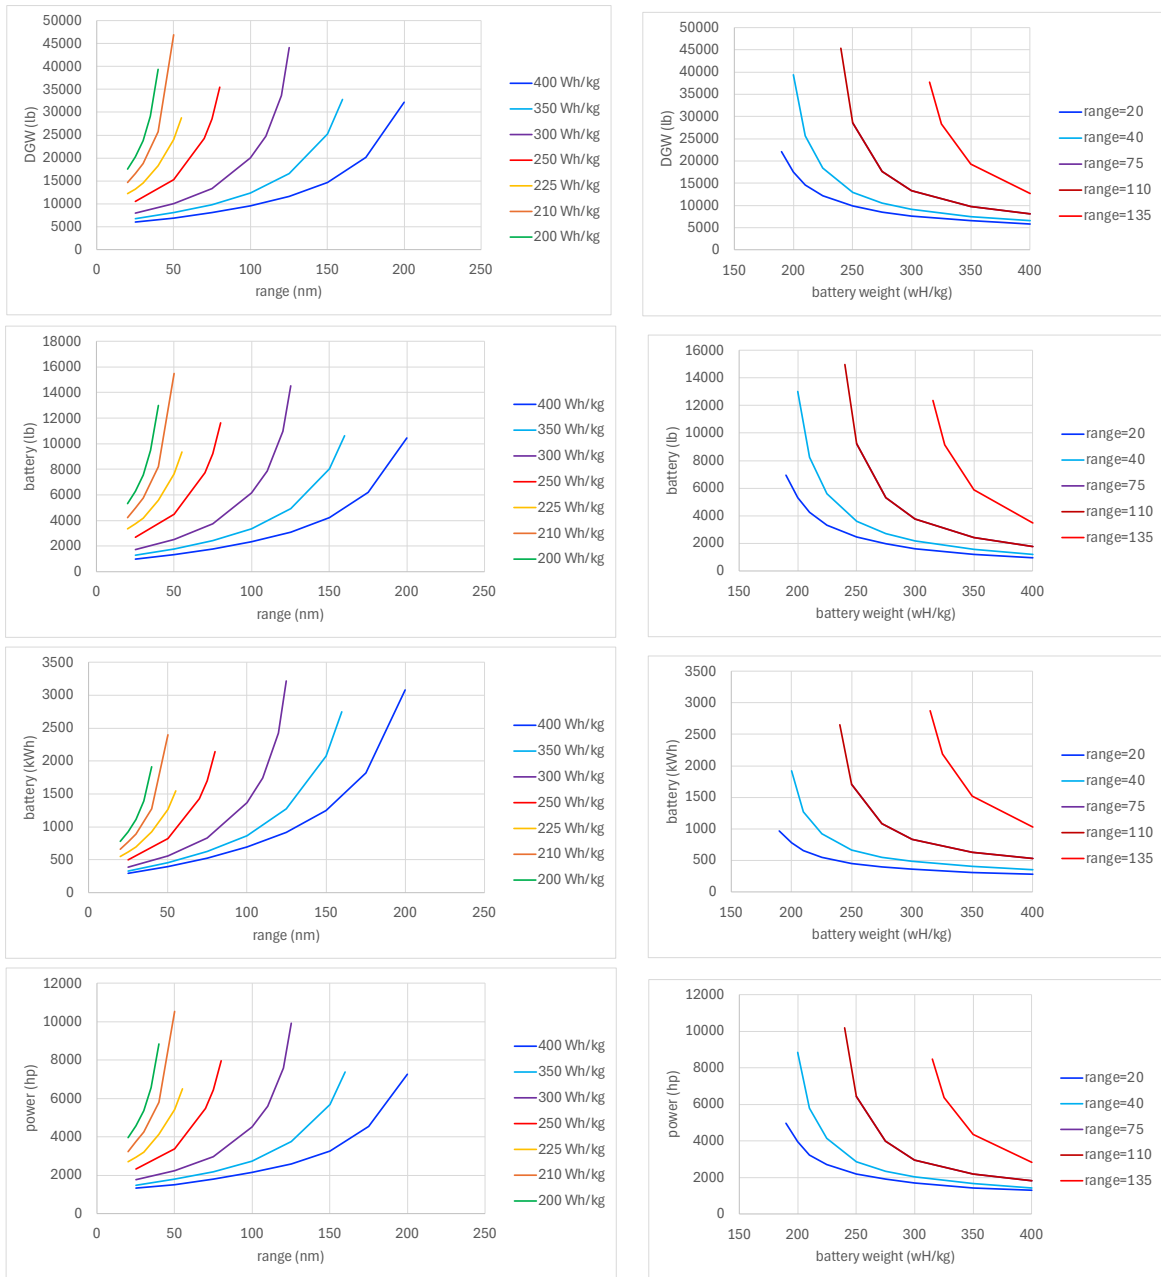 DGW (lb)
50000
45000
40000
35000
30000
25000
20000
15000
10000
5000
0
0 50 100 150 200 250
range (nm)
400 Wh/kg
350 Wh/kg
300 Wh/kg
250 Wh/kg
225 Wh/kg
210 Wh/kg
200 Wh/kg
DGW (lb)
50000
45000
40000
35000
30000
25000
20000
15000
10000
5000
0
150 200 250 300 350 400
battery weight (wH/kg)
range=20
range=40
range=75
range=110
range=135
battery (lb)
18000
16000
14000
12000
10000
8000
6000
4000
2000
0
0 50 100 150 200 250
range (nm)
400 Wh/kg
350 Wh/kg
300 Wh/kg
250 Wh/kg
225 Wh/kg
210 Wh/kg
200 Wh/kg
battery (lb)
16000
14000
12000
10000
8000
6000
4000
2000
0
150 200 250 300 350 400
battery weight (wH/kg)
range=20
range=40
range=75
range=110
range=135
battery (kWh)
3500
3000
2500
2000
1500
1000
500
0
0 50 100 150 200 250
range (nm)
400 Wh/kg
350 Wh/kg
300 Wh/kg
250 Wh/kg
225 Wh/kg
210 Wh/kg
200 Wh/kg
battery (kWh)
3500
3000
2500
2000
1500
1000
500
0
150 200 250 300 350 400
battery weight (wH/kg)
range=20
range=40
range=75
range=110
range=135
power (hp)
12000
10000
8000
6000
4000
2000
0
0 50 100 150 200 250
range (nm)
400 Wh/kg
350 Wh/kg
300 Wh/kg
250 Wh/kg
225 Wh/kg
210 Wh/kg
200 Wh/kg
power (hp)
12000
10000
8000
6000
4000
2000
0
150 200 250 300 350 400
battery weight (wH/kg)
range=20
range=40
range=75
range=110
range=135